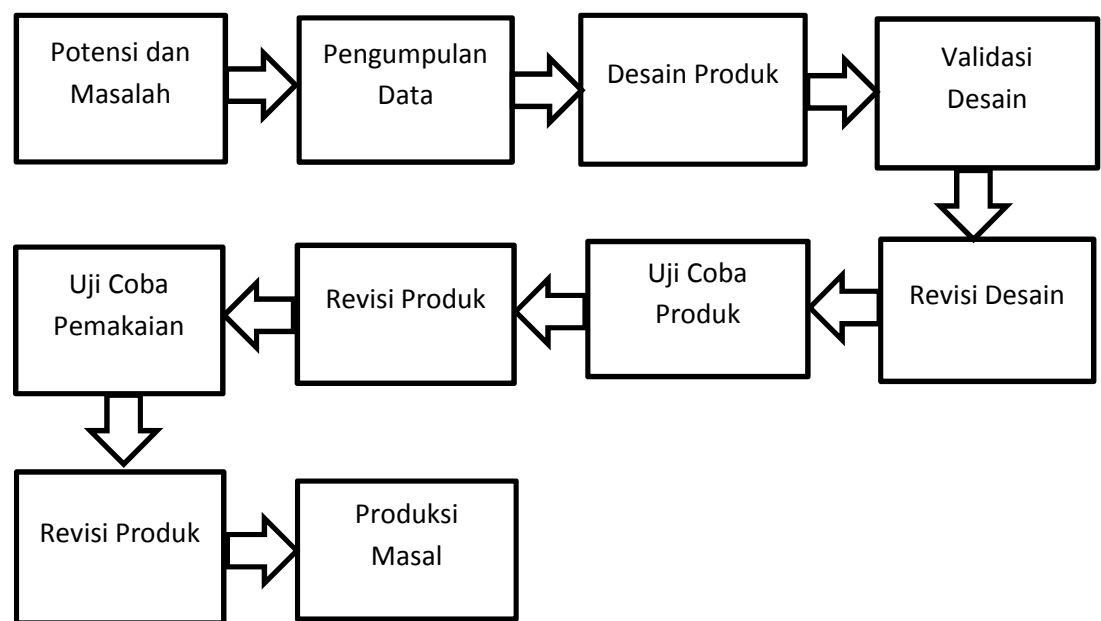 Potensi dan
Masalah
Pengumpulan
Data
Desain Produk
Validasi
Desain
Revisi Desain
Uji Coba
Produk
Revisi Produk
Uji Coba
Pemakaian
Revisi Produk
Produksi
Masal